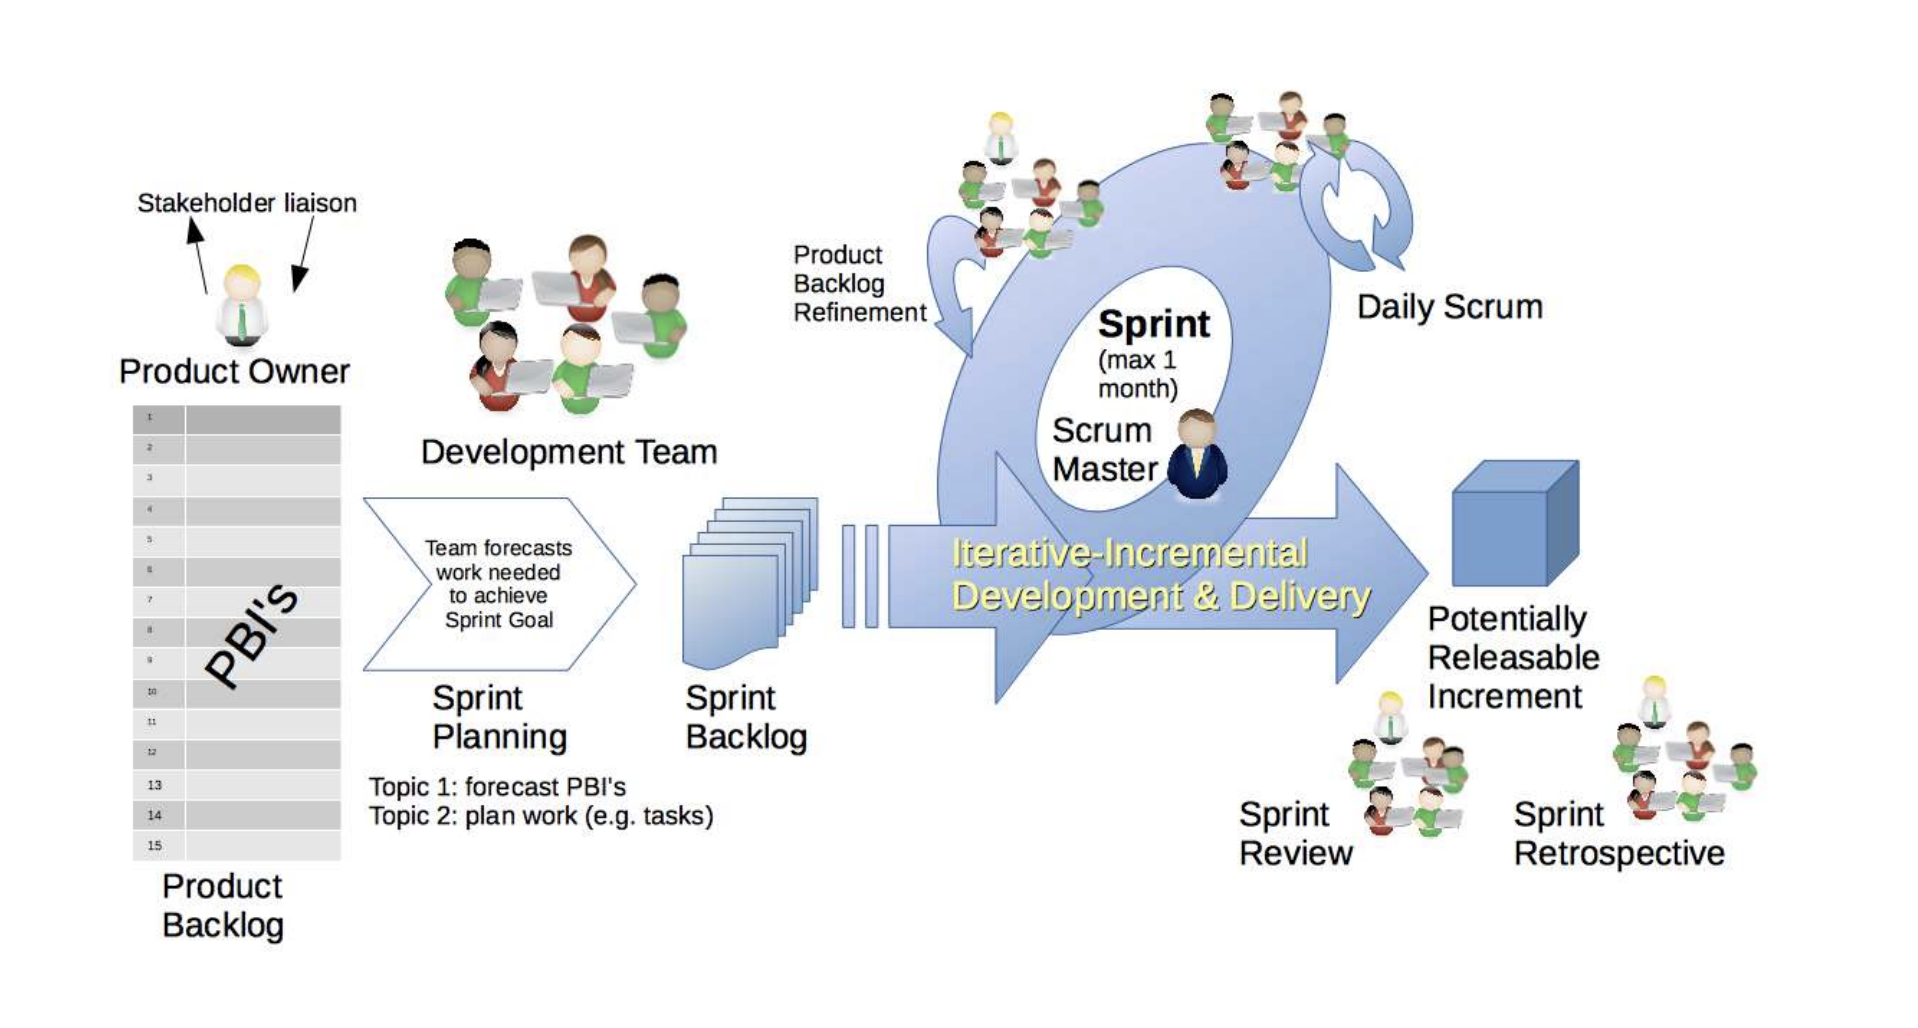 Stakeholder liaison
Product Owner
1
2
3
4
5
6
7
8
9
10
11
12
13
14
15
PBI's
Product
Backlog
Development Team
Team forecasts
work needed
to achieve
Sprint Goal
Sprint
Planning
Topic 1: forecast PBI's
Topic 2: plan work (e.g. tasks)
Sprint
Backlog
Product
Backlog
Refinement
Sprint
(max 1
month)
Scrum
Master
Daily Scrum
Iterative-Incremental
Development & Delivery
Potentially
Releasable
Increment
Sprint
Review
Sprint
Retrospective